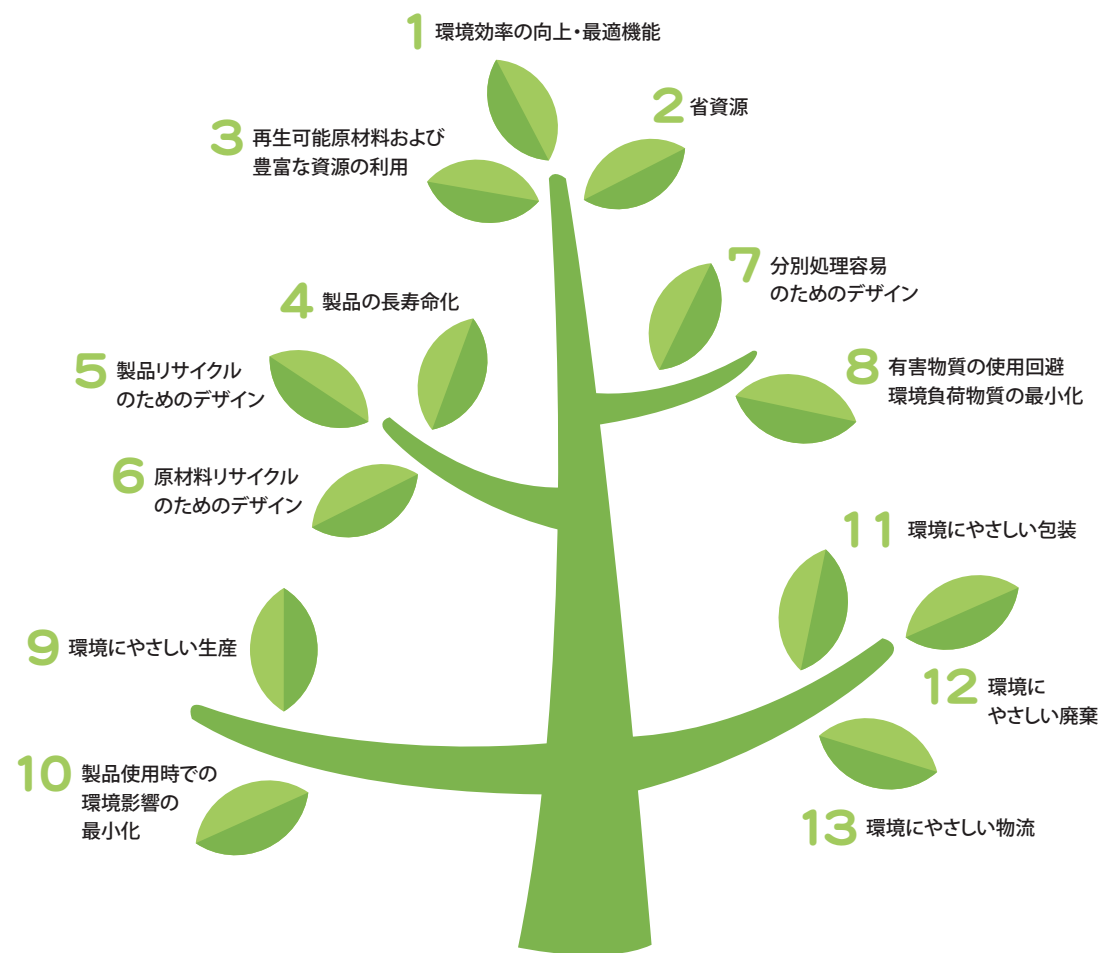 1 環境効率の向上・最適機能
2 省資源
3 再生可能原材料および
豊富な資源の利用
4 製品の長寿命化
5 製品リサイクル
のためのデザイン
6 原材料リサイクル
のためのデザイン
7 分別処理容易
のためのデザイン
8 有害物質の使用回避
環境負荷物質の最小化
9 環境にやさしい生産
10 製品使用時での
環境影響の
最小化
11 環境にやさしい包装
12 環境に
やさしい廃棄
13 環境にやさしい物流